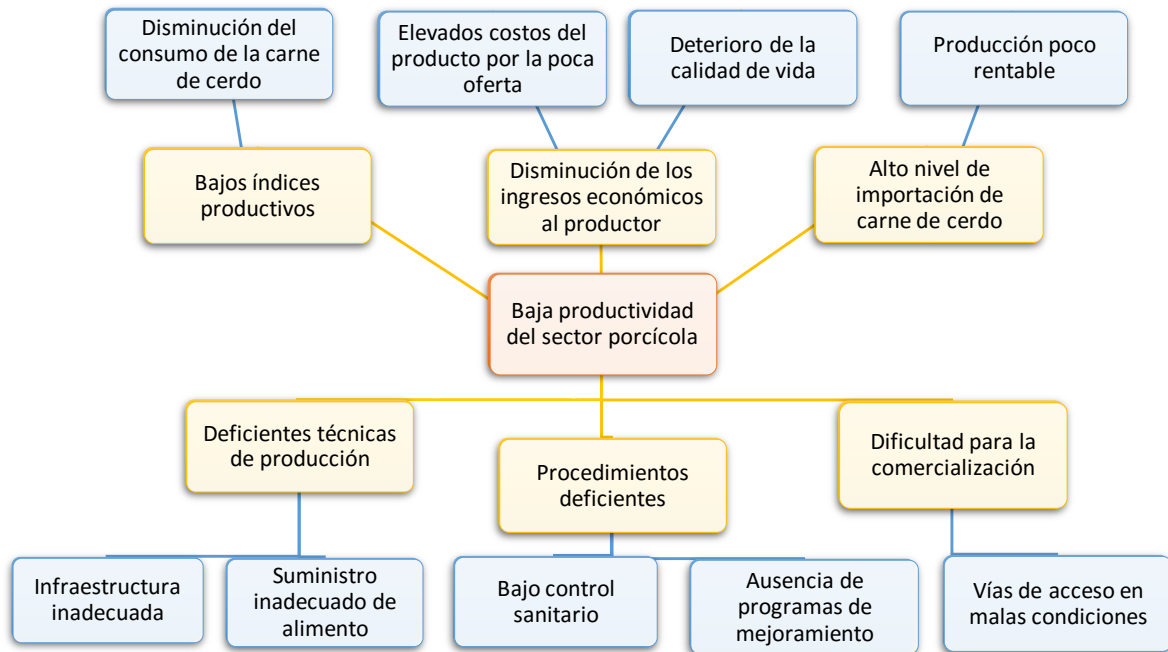 Disminución del
consumo de la carne
de cerdo
Elevados costos del
producto por la poca
oferta
Deterioro de la
calidad de vida
Producción poco
rentable
Bajos índices
productivos
Disminución de los
ingresos económicos
al productor
Alto nivel de
importación de
carne de cerdo
Baja productividad
del sector porcícola
Deficientes técnicas
de producción
Procedimientos
deficientes
Dificultad para la
comercialización
Infraestructura
inadecuada
Suministro
inadecuado de
alimento
Bajo control
sanitario
Ausencia de
programas de
mejoramiento
Vías de acceso en
malas condiciones